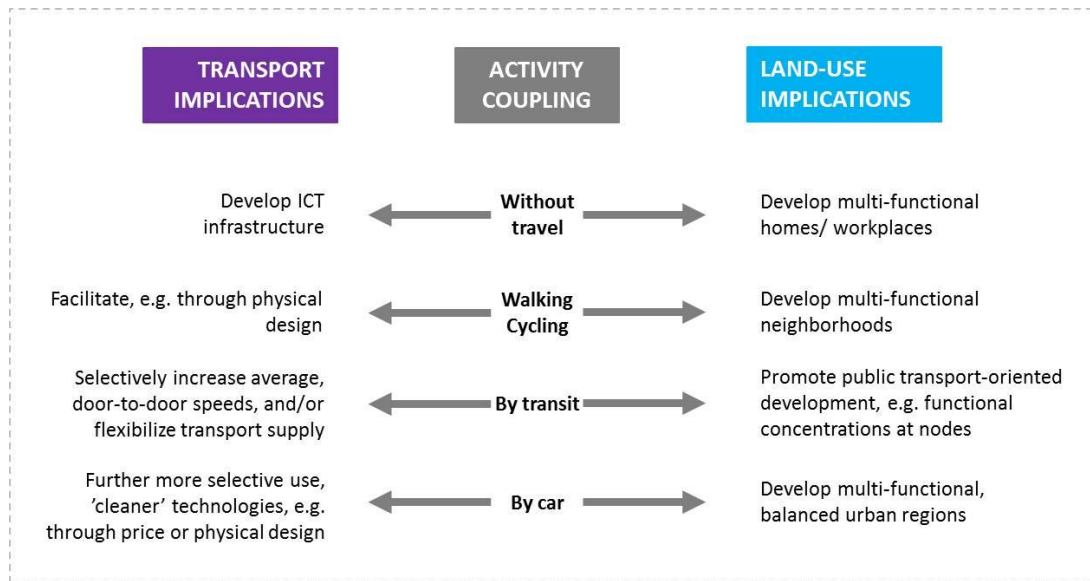 TRANSPORT
IMPLICATIONS
ACTIVITY
COUPLING
LAND-USE
IMPLICATIONS
Develop ICT
infrastructure
Without
travel
Develop multi-functional
homes/ workplaces
Facilitate, e.g. through physical
design
Walking
Cycling
Develop multi-functional
neighborhoods
Selectively increase average,
door-to-door speeds, and/or
flexibilize transport supply
By transit
Promote public transport-oriented
development, e.g. functional
concentrations at nodes
Further more selective use,
’cleaner’ technologies, e.g.
through price or physical design
By car
Develop multi-functional,
balanced urban regions